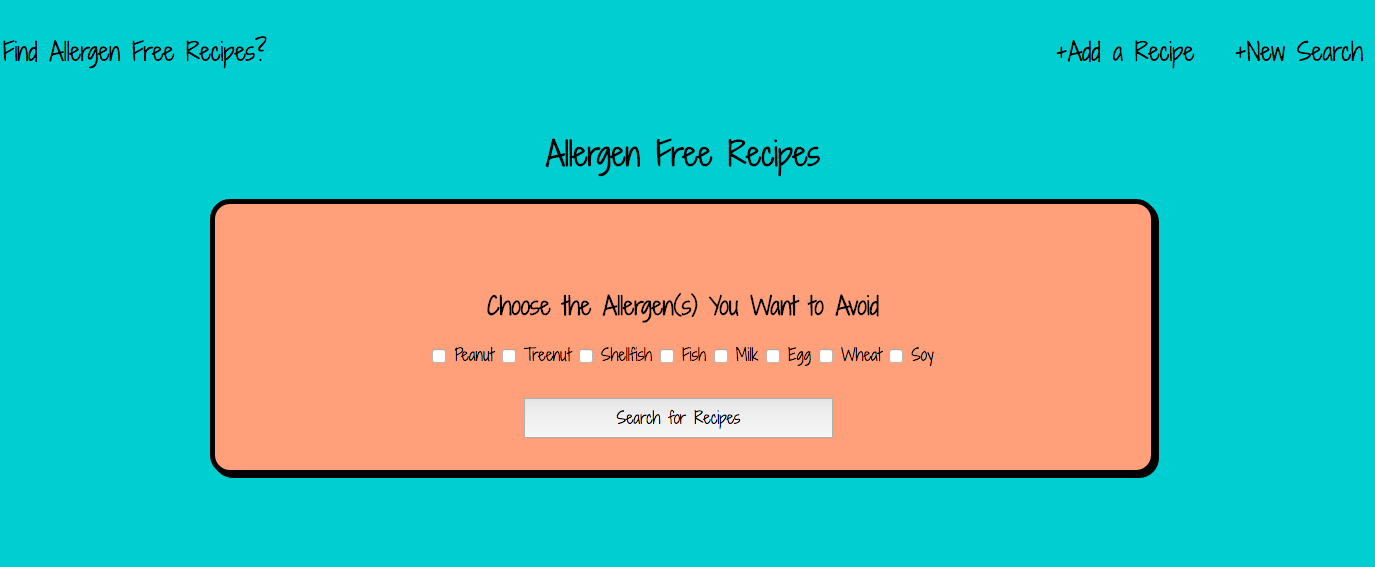 Find Allergen Free Recipes?
+Add a Recipe +New Search
Allergen Free Recipes
Choose the Allergen(s) You Want to Avoid
Peanut Treenut Shellfish Fish Milk Egg Wheat Soy
Search for Recipes